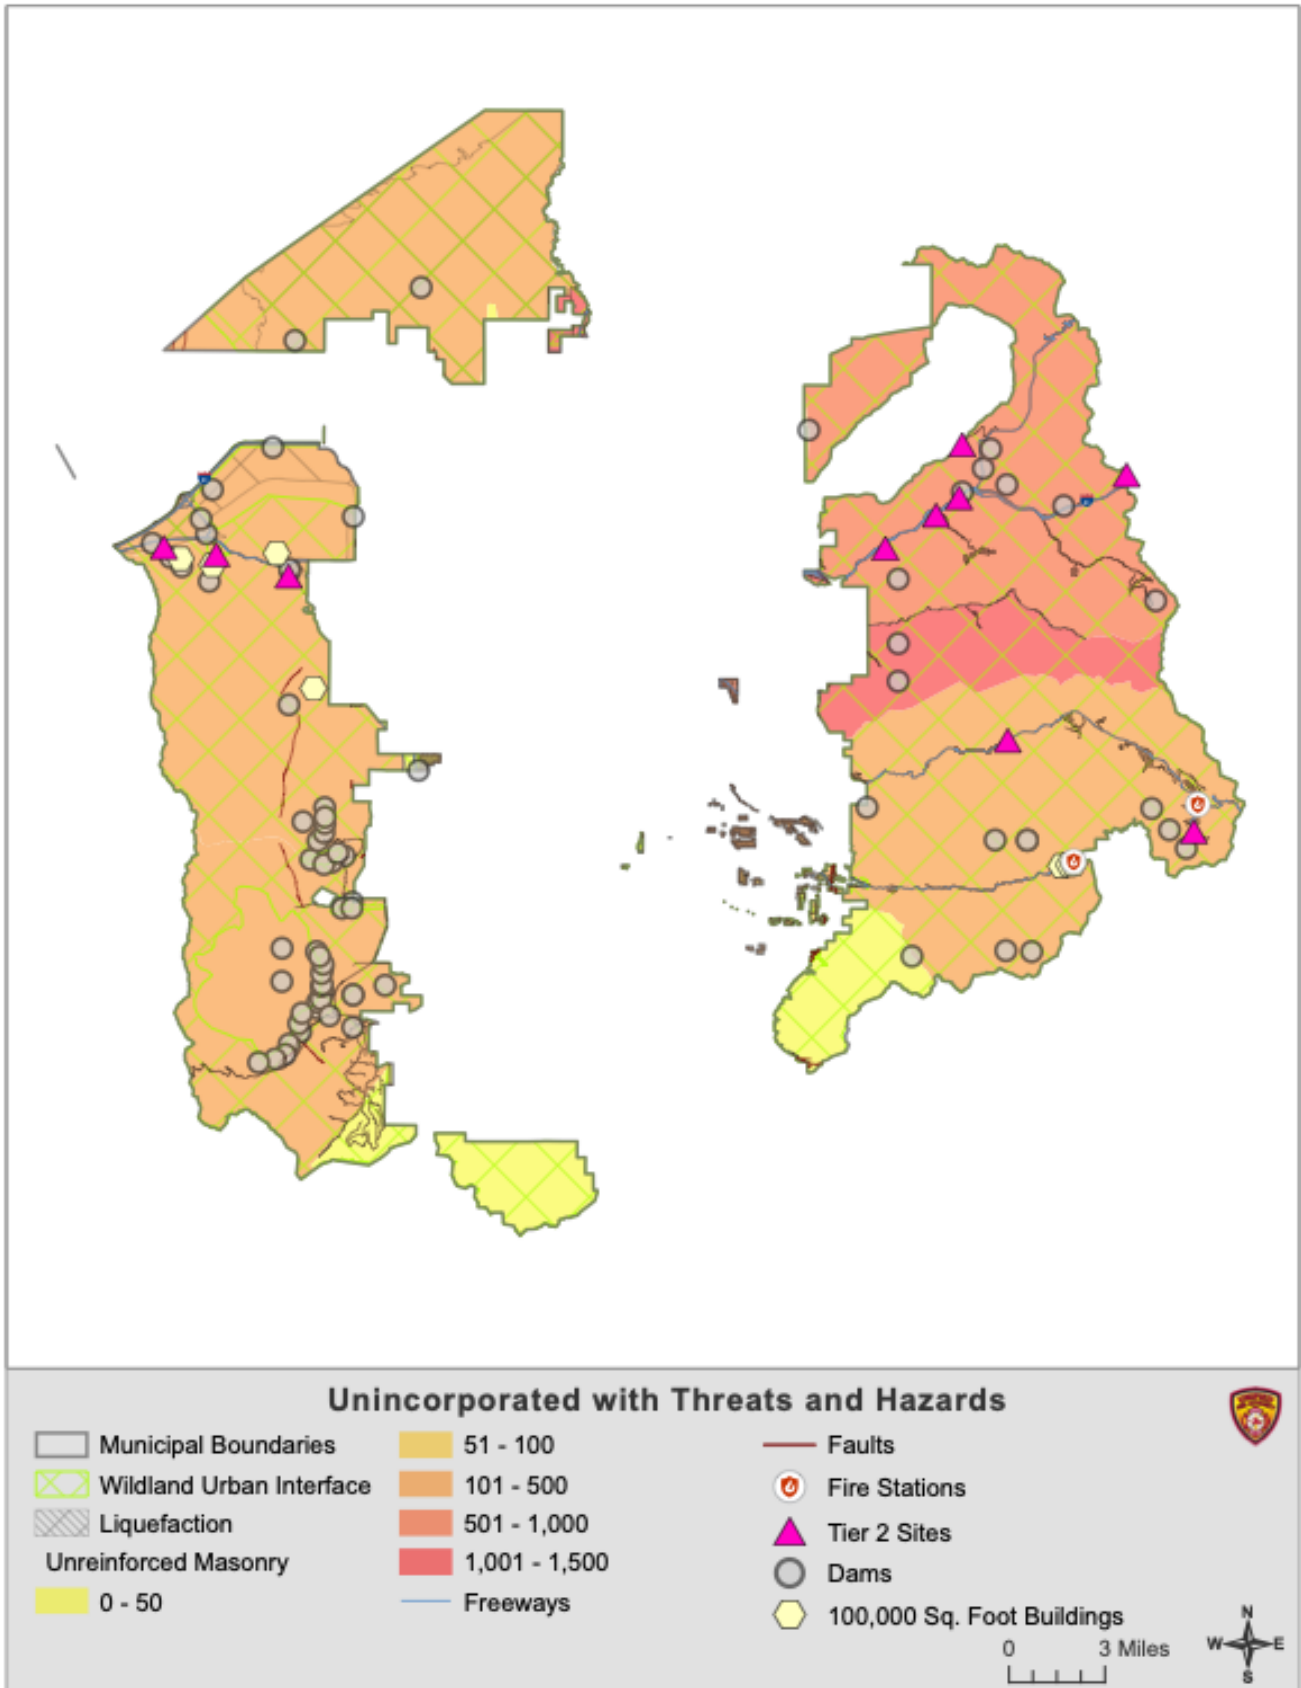 Unincorporated with Threats and Hazards
Municipal Boundaries
Wildland Urban Interface
Liquefaction
Unreinforced Masonry
0 - 50
51 - 100
101 - 500
501 - 1,000
1,001 - 1,500
Freeways
Faults
Fire Stations
Tier 2 Sites
Dams
100,000 Sq. Foot Buildings
0 3 Miles
N
W E
S